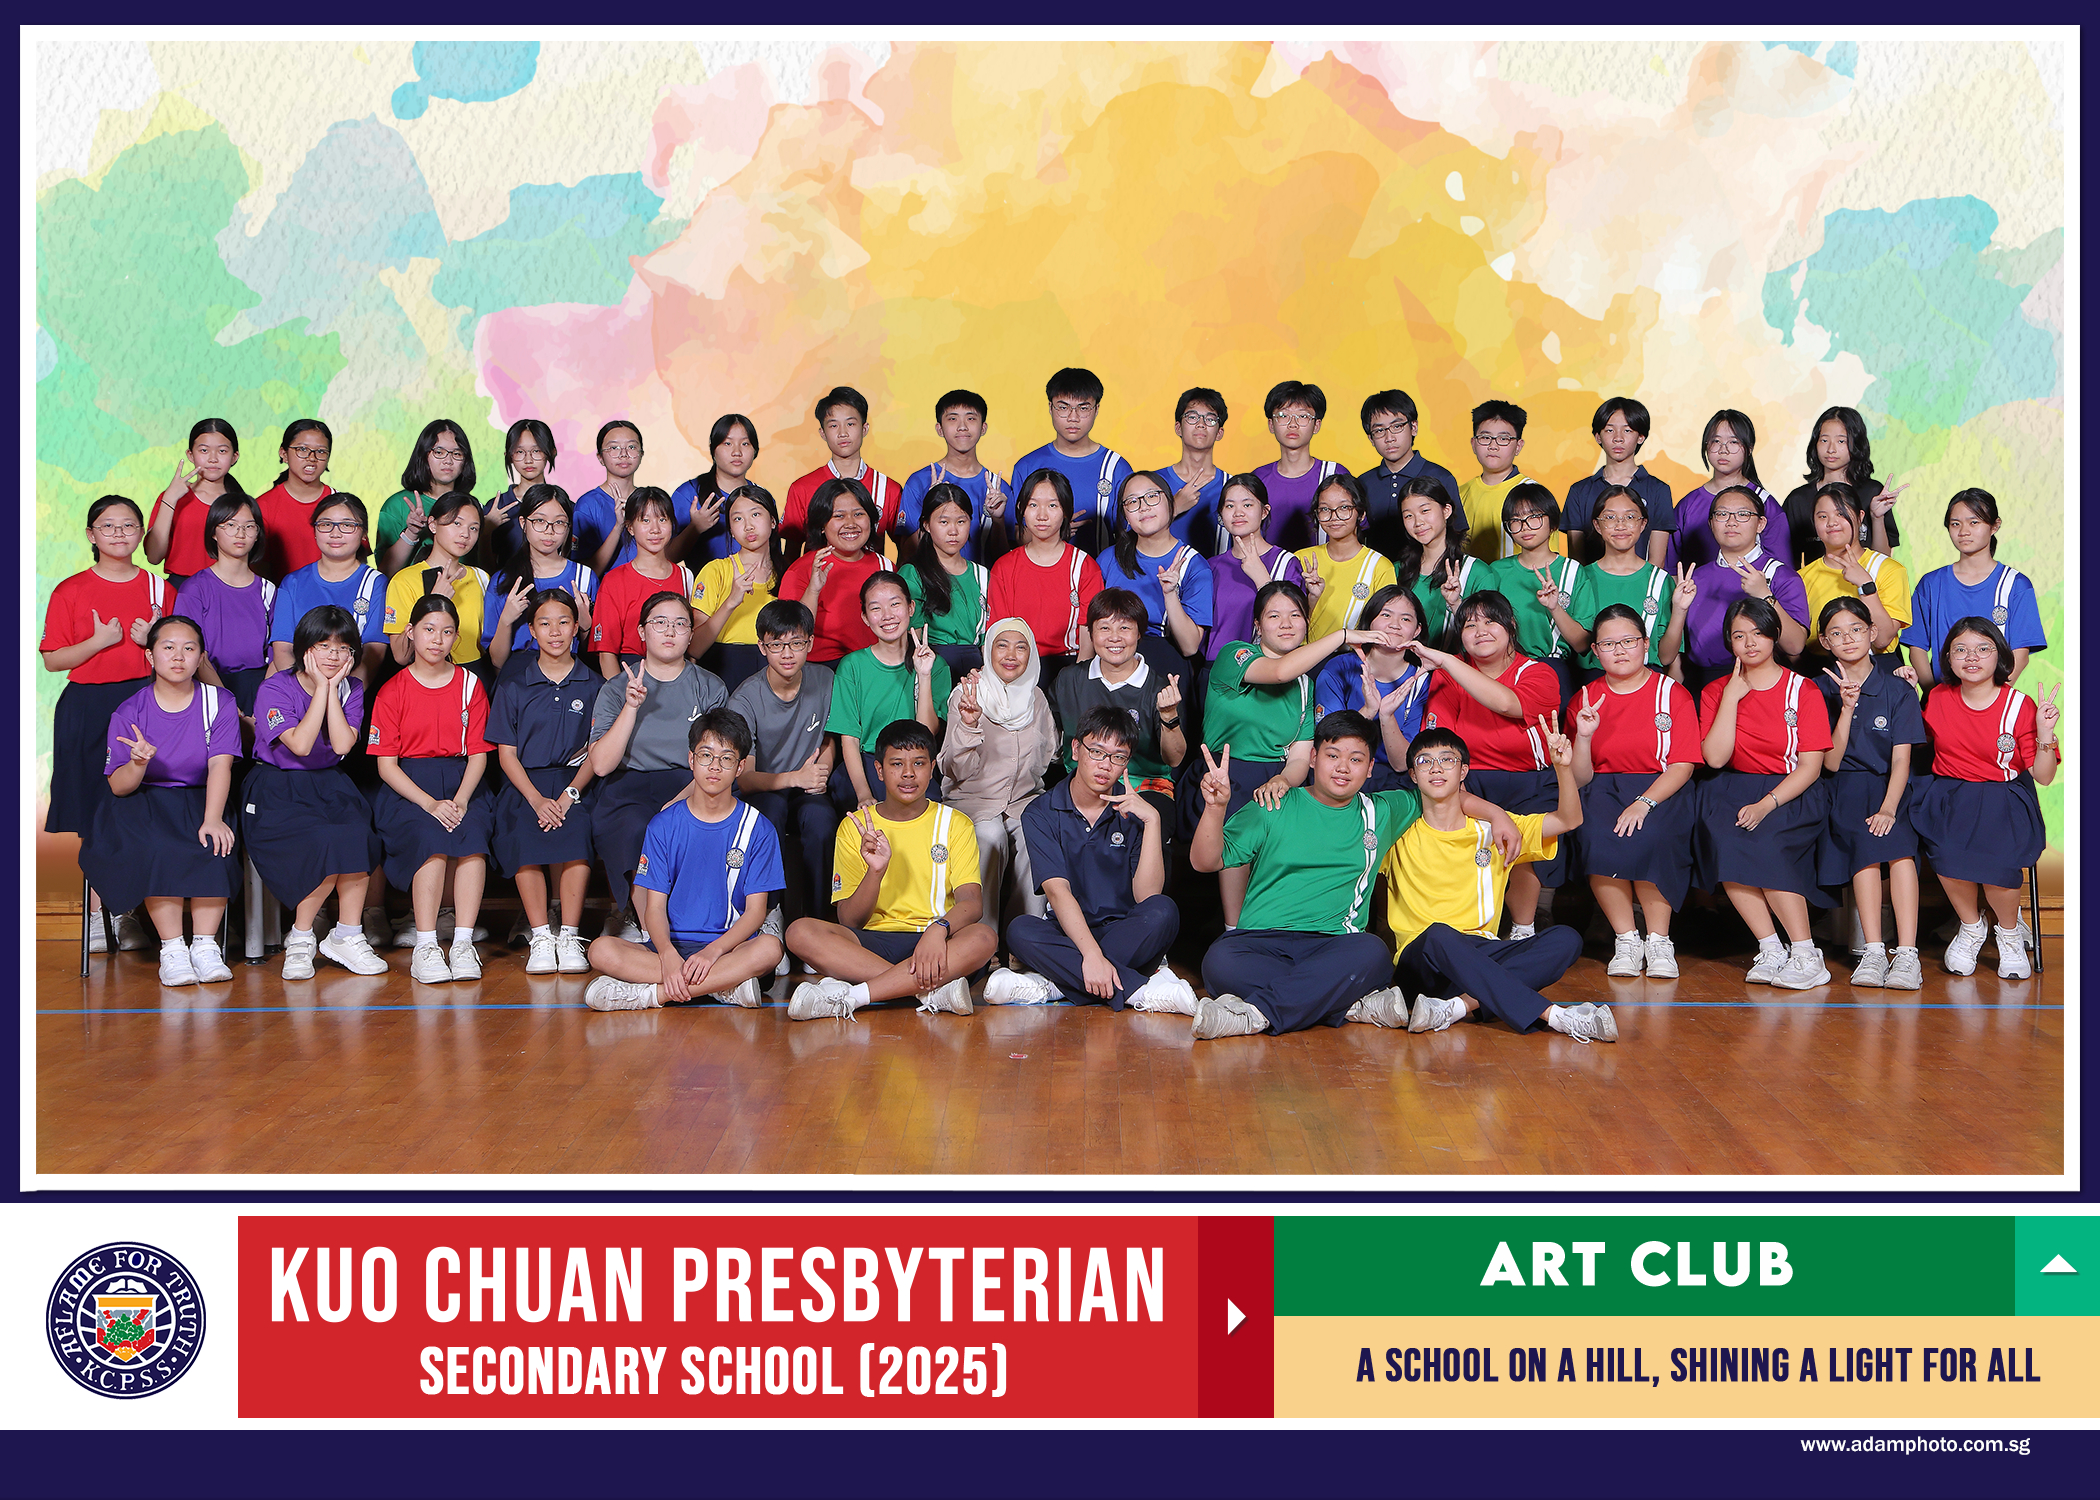 KUO CHUAN PRESBYTERIAN
SECONDARY SCHOOL (2025)
ART CLUB
A SCHOOL ON A HILL, SHINING A LIGHT FOR ALL
AFLAME FOR TRUTH
K.C.P.S.S.
www.adamphoto.com.sg